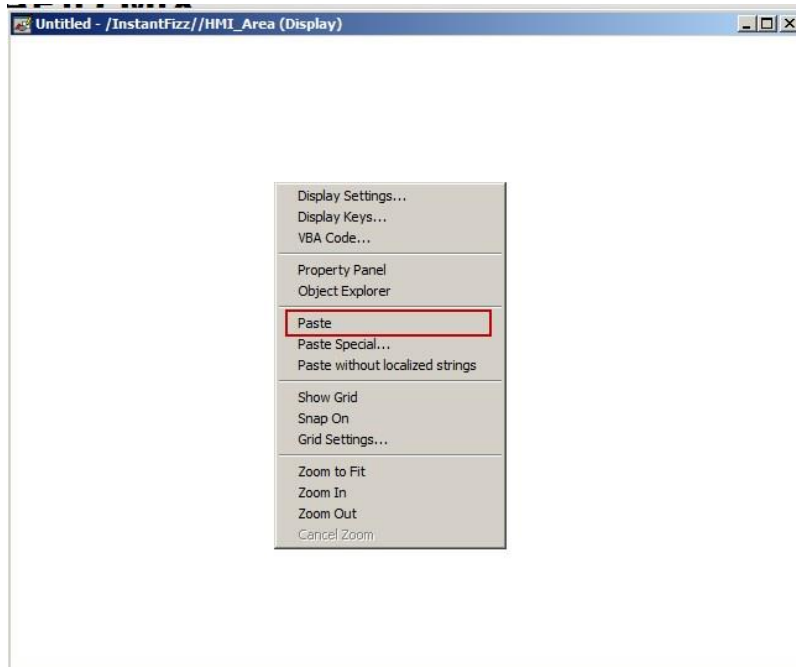 Untitled - /InstantFizz//HMI_Area (Display)
Display Settings...
Display Keys...
VBA Code...
Property Panel
Object Explorer
Paste
Paste Special...
Paste without localized strings
Show Grid
Snap On
Grid Settings...
Zoom to Fit
Zoom In
Zoom Out
Cancel Zoom